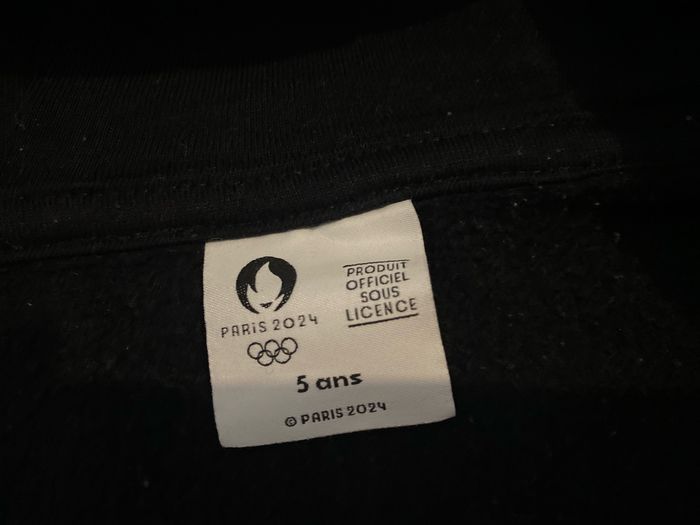 PARIS 2024
PRODUIT
OFFICIEL
SOUS
LICENCE
5 ans
© PARIS 2024